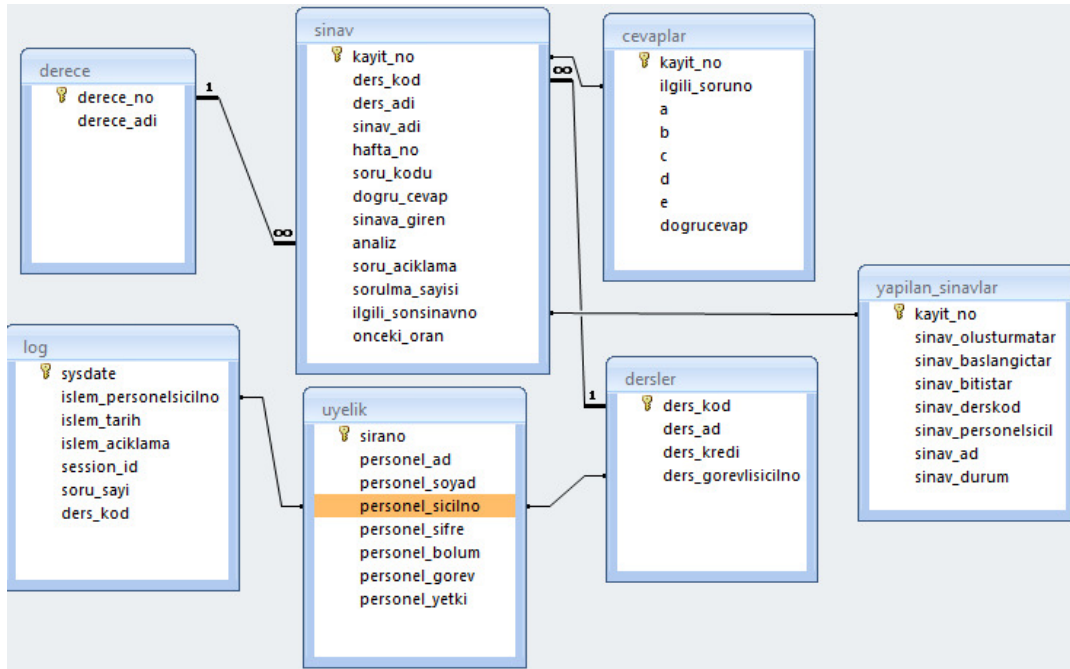 derece
derece_no
derece_adi
1
∞
sinav
kayit_no
ders_kod
ders_adi
sinav_adi
hafta_no
soru_kodu
dogru_cevap
sinava_giren
analiz
soru_aciklama
sorulma_sayisi
ilgili_sonsinavno
onceki_oran
∞
cevaplar
kayit_no
ilgili_soruno
a
b
c
d
e
dogrucevap
yapilan_sinavlar
kayit_no
sinav_olusturmatar
sinav_baslangictar
sinav_bitistar
sinav_derskod
sinav_personelsicil
sinav_ad
sinav_durum
log
sysdate
islem_personelsicilno
islem_tarih
islem_aciklama
session_id
soru_sayi
ders_kod
uyelik
sirano
personel_ad
personel_soyad
personel_sicilno
personel_sifre
personel_bolum
personel_gorev
personel_yetki
1
dersler
ders_kod
ders_ad
ders_kredi
ders_gorevlisicilno